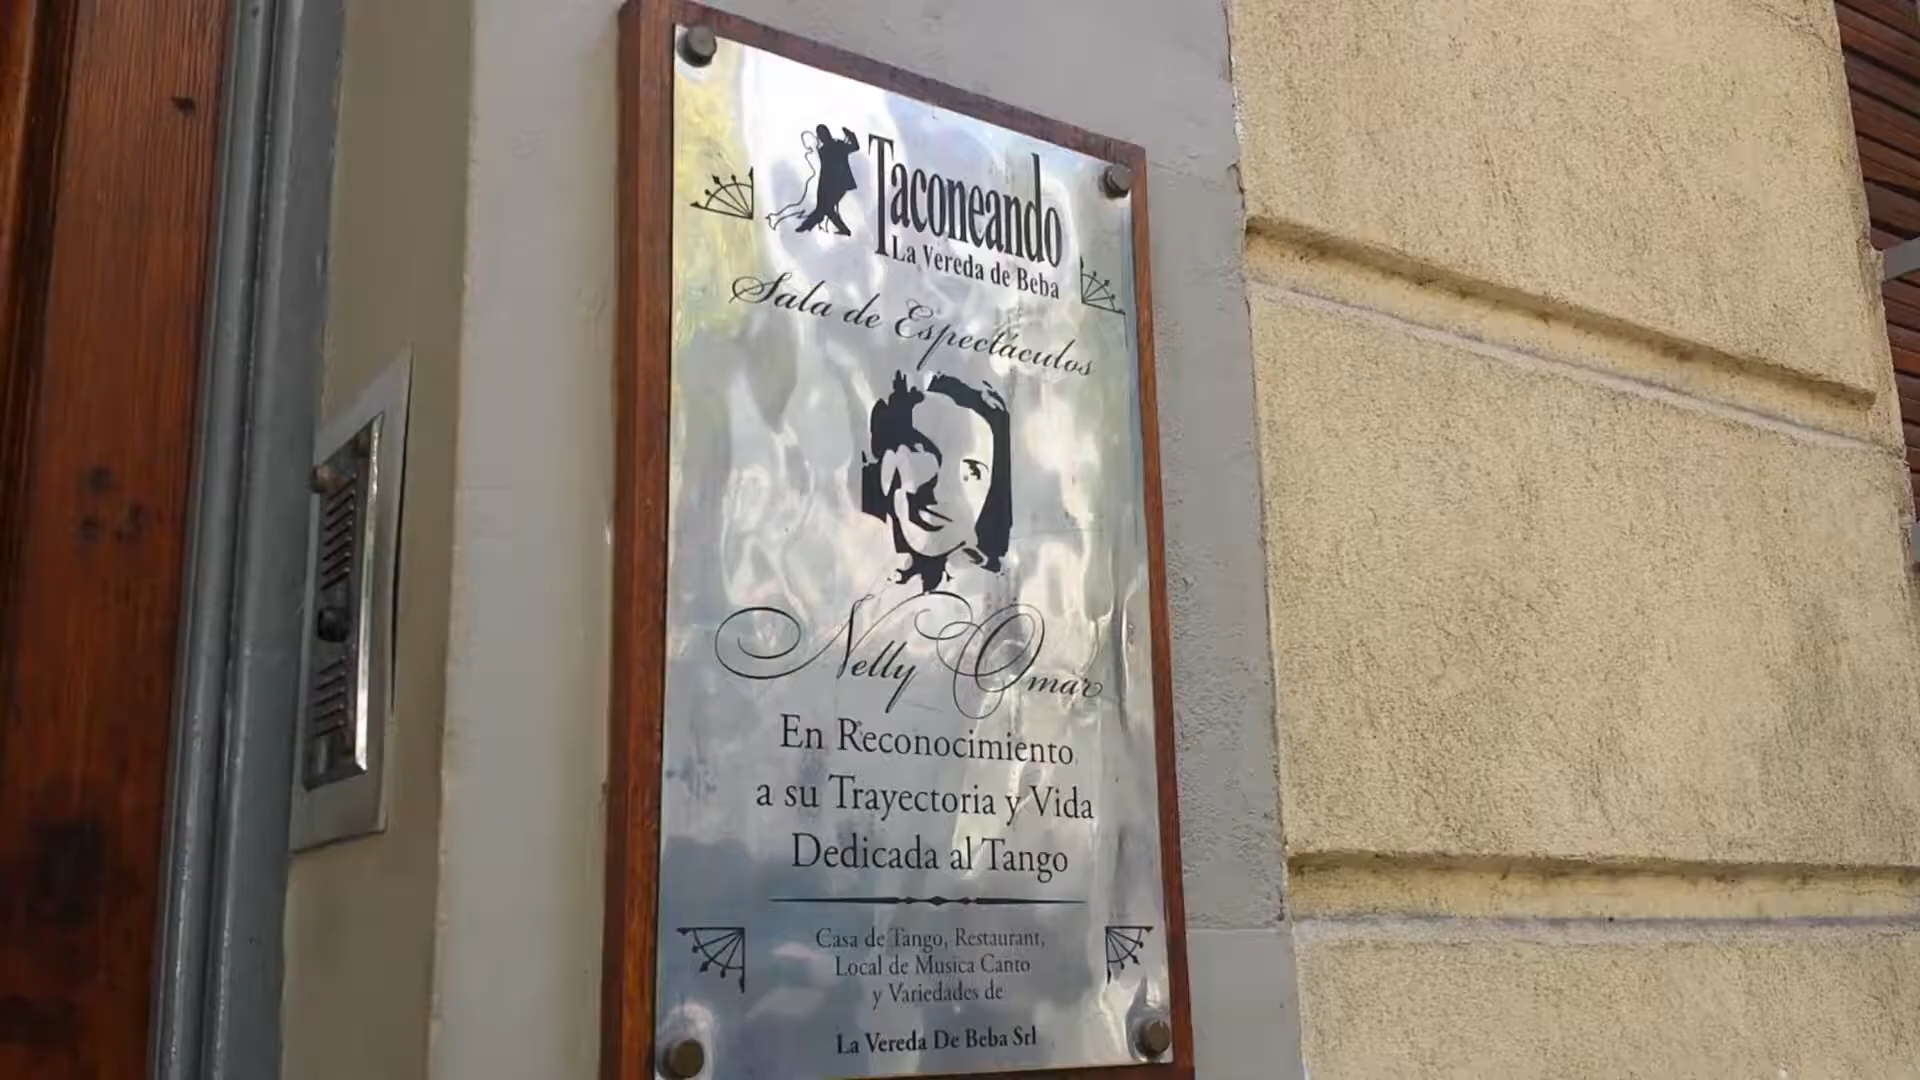 Taconeando
La Vereda de Beba
Sala de Espectáculos
Nelly Omar
En Reconocimiento
a su Trayectoria y Vida
Dedicada al Tango
Casa de Tango, Restaurant,
Local de Musica Canto
y Variedades de
La Vereda De Beba Srl